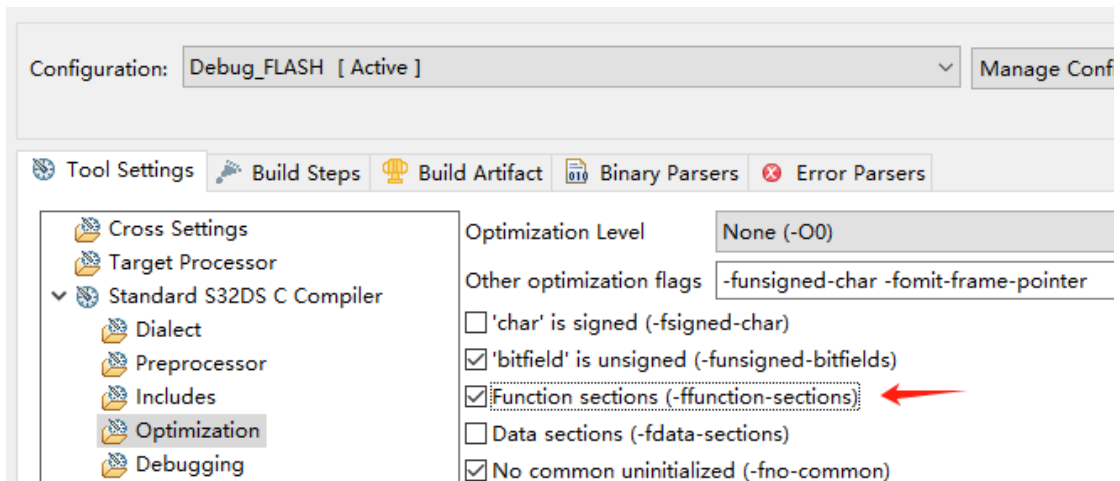 Configuration: Debug_FLASH [ Active ] Manage Confi
Tool Settings Build Steps Build Artifact Binary Parsers Error Parsers
Cross Settings
Target Processor
Standard S32DS C Compiler
Dialect
Preprocessor
Includes
Optimization
Debugging
Optimization Level None (-O0)
Other optimization flags -funsigned-char -fomit-frame-pointer
'char' is signed (-fsigned-char)
'bitfield' is unsigned (-funsigned-bitfields)
Function sections (-ffunction-sections)
Data sections (-fdata-sections)
No common uninitialized (-fno-common)